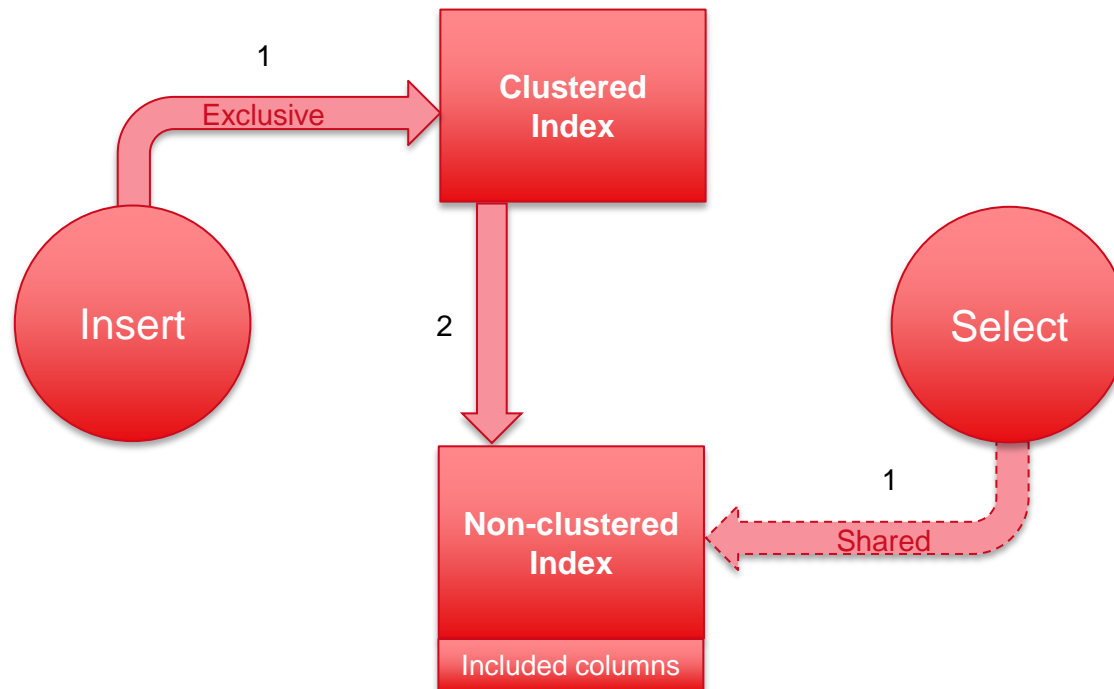 1
Exclusive
Clustered
Index
Insert
2
Select
1
Non-clustered
Index
Shared
Included columns